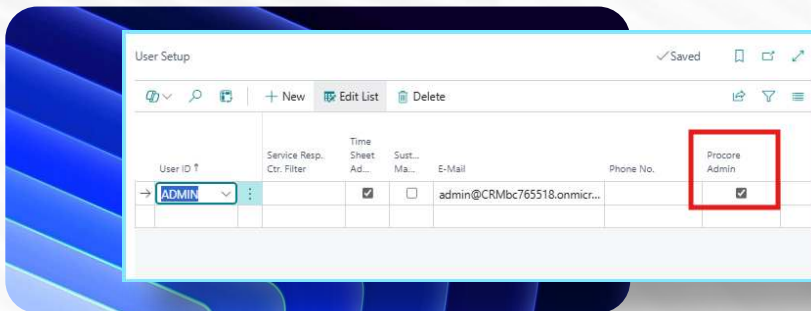 User Setup
Saved
New
Edit List
Delete
User ID
Service Resp. Ctr. Filter
Time Sheet Ad...
Sust... Ma...
E-Mail
Phone No.
Procore Admin
ADMIN
admin@CRMbc765518.onmicr...